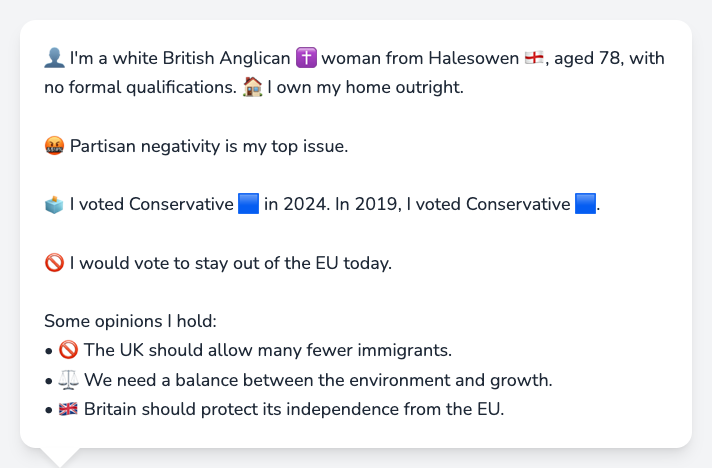 👤 I'm a white British Anglican ✝️ woman from Halesowen 🏴󠁧󠁢󠁥󠁮󠁧󠁿, aged 78, with
no formal qualifications. 🏠 I own my home outright.
🤬 Partisan negativity is my top issue.
🗳️ I voted Conservative 🟦 in 2024. In 2019, I voted Conservative 🟦.
🚫 I would vote to stay out of the EU today.
Some opinions I hold:
• 🚫 The UK should allow many fewer immigrants.
• ⚖️ We need a balance between the environment and growth.
• 🇬🇧 Britain should protect its independence from the EU.